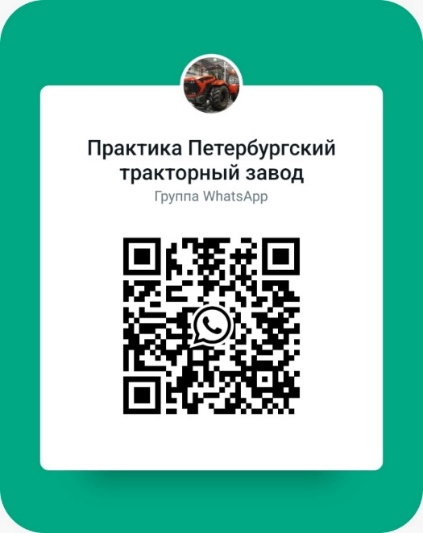 Практика Петербургский
тракторный завод
Группа WhatsApp